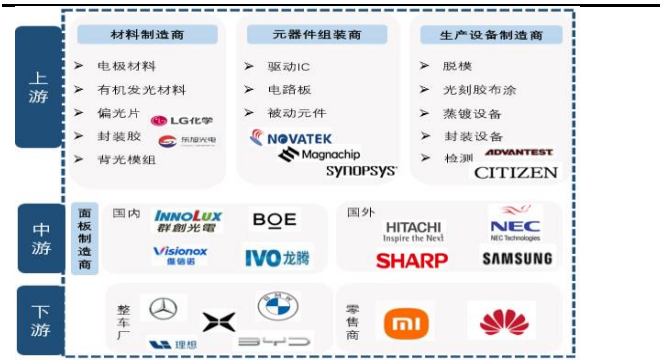 上游
材料制造商
➢ 电极材料
➢ 有机发光材料
➢ 偏光片
LG化学
➢ 封装胶
东旭光电
➢ 背光模组
元器件组装商
➢ 驱动IC
➢ 电路板
➢ 被动元件
NOVATEK
Magnachip
SYNOPSYS
生产设备制造商
➢ 脱模
➢ 光刻胶布涂
➢ 蒸镀设备
➢ 封装设备
➢ 检测
ADVANTEST
CITIZEN
中游
面板制造商
国内
INNOLUX
群創光電
BOE
Visionox
维信诺
IVO龙腾
国外
HITACHI
Inspire the Next
NEC
NEC Technologies
SHARP
SAMSUNG
下游
整车厂
BMW
理想
BYD
零售商
mi